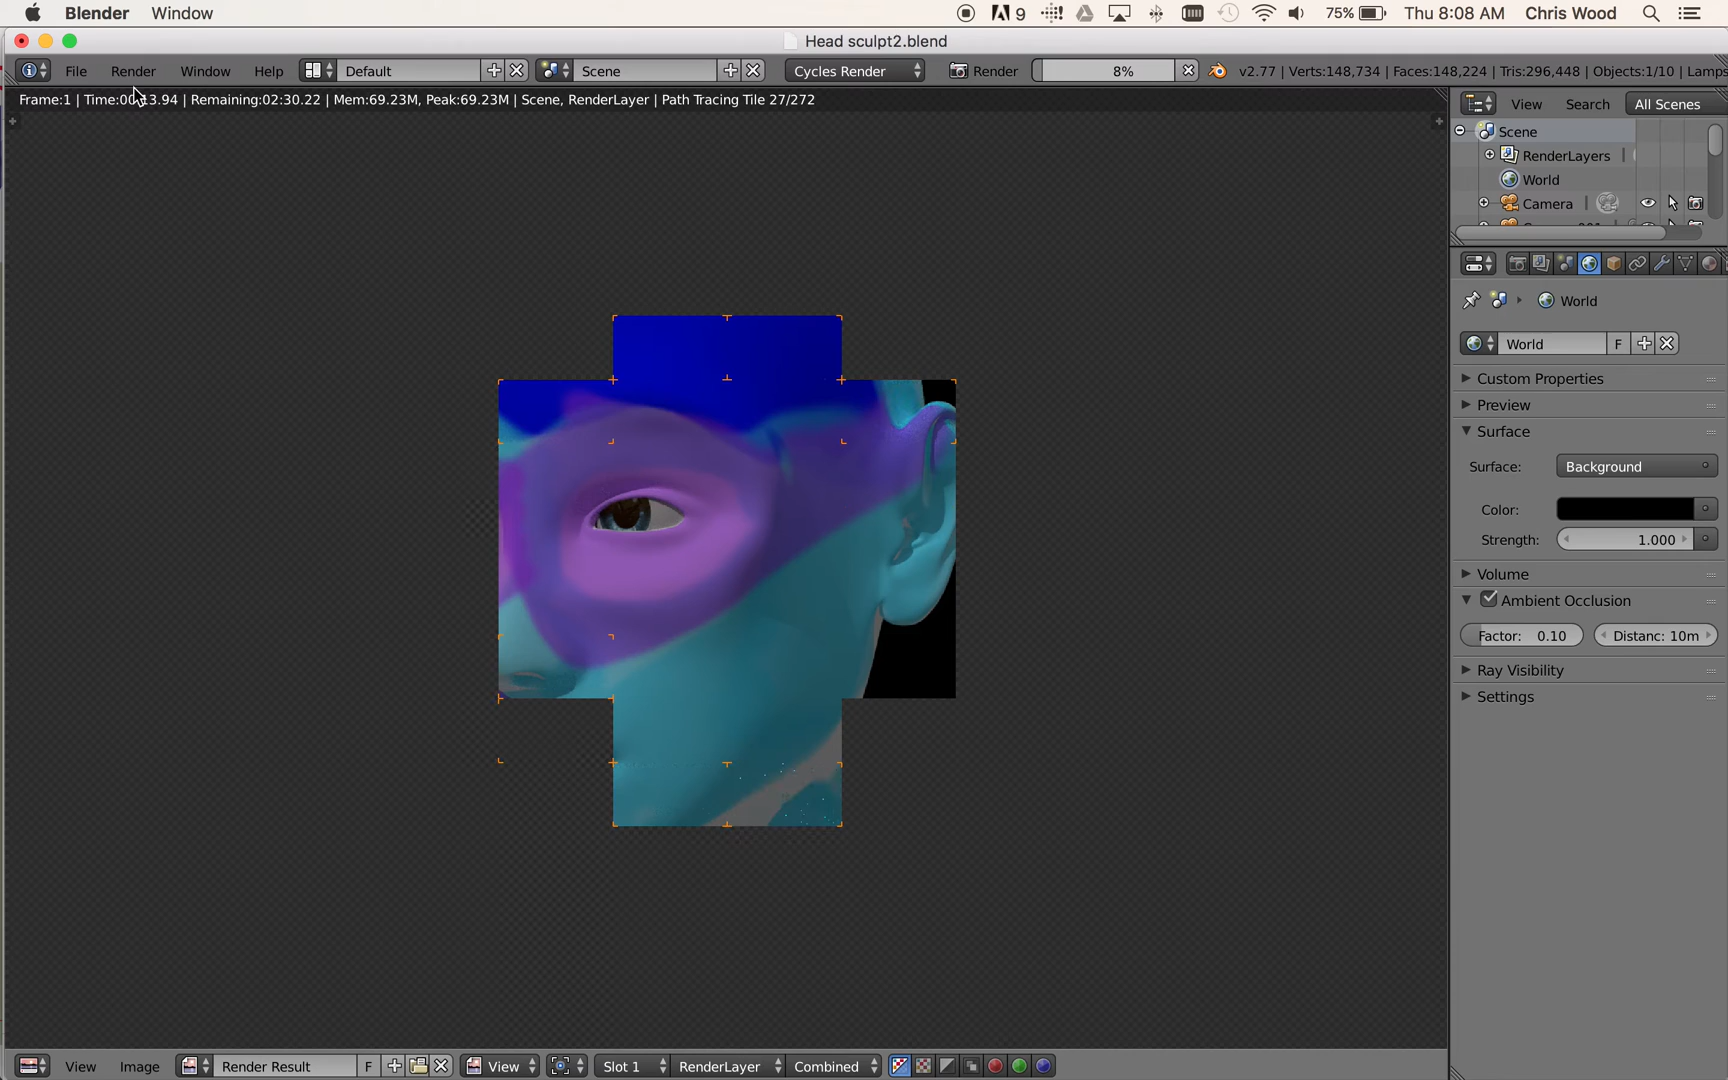 Blender Window 9 75% Thu 8:08 AM Chris Wood
Head sculpt2.blend
File Render Window Help Default Scene Cycles Render Render 8% v2.77 | Verts:148,734 | Faces:148,224 | Tris:296,448 | Objects:1/10 | Lamps
Frame:1 | Time:00:13.94 | Remaining:02:30.22 | Mem:69.23M, Peak:69.23M | Scene, RenderLayer | Path Tracing Tile 27/272
View Search All Scenes
Scene
RenderLayers
World
Camera
World
World F
Custom Properties
Preview
Surface
Surface: Background
Color:
Strength: 1.000
Volume
Ambient Occlusion
Factor: 0.10 Distanc: 10m
Ray Visibility
Settings
View Image Render Result F View Slot 1 RenderLayer Combined